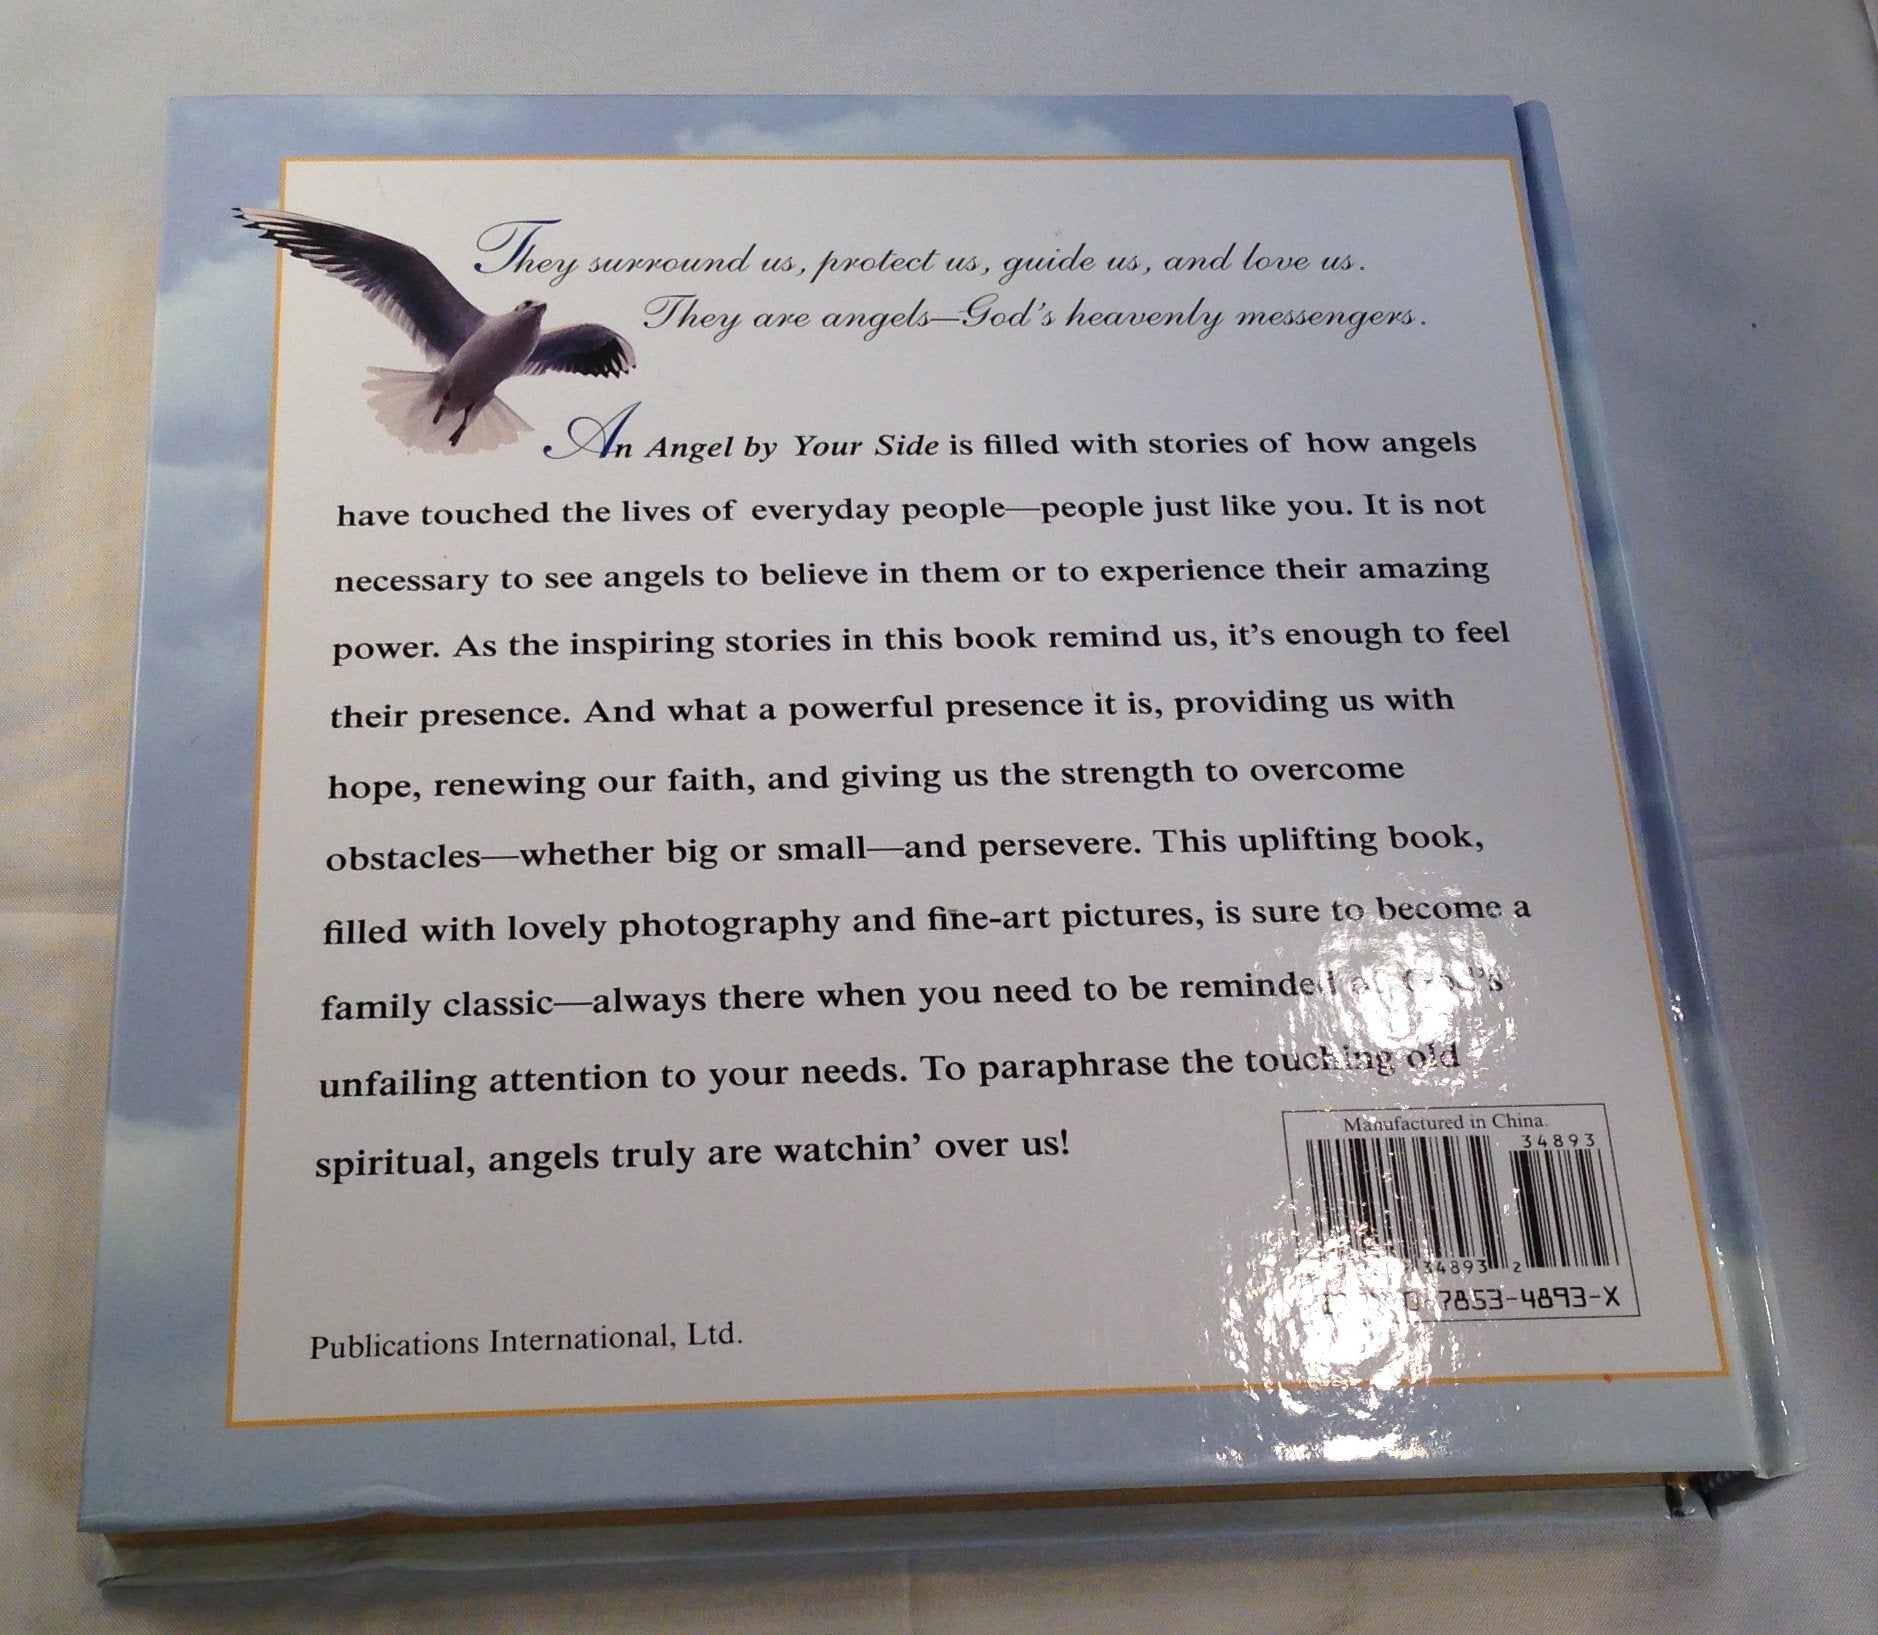 They surround us, protect us, guide us, and love us.
They are angels—God's heavenly messengers.
An Angel by Your Side is filled with stories of how angels
have touched the lives of everyday people—people just like you. It is not
necessary to see angels to believe in them or to experience their amazing
power. As the inspiring stories in this book remind us, it's enough to feel
their presence. And what a powerful presence it is, providing us with
hope, renewing our faith, and giving us the strength to overcome
obstacles—whether big or small—and persevere. This uplifting book,
filled with lovely photography and fine-art pictures, is sure to become a
family classic—always there when you need to be reminded God's
unfailing attention to your needs. To paraphrase the touching old
spiritual, angels truly are watchin' over us!
Manufactured in China.
34893
34893 2
7853-4893-X
Publications International, Ltd.